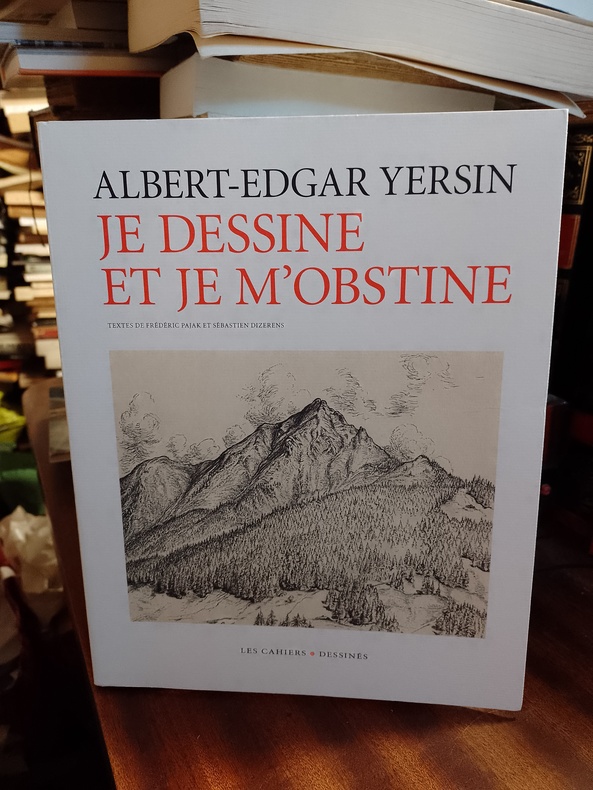 ALBERT-EDGAR YERSIN
JE DESSINE
ET JE M'OBSTINE
TEXTES DE FRÉDÉRIC PAJAK ET SÉBASTIEN DIZERENS
LES CAHIERS • DESSINÉS